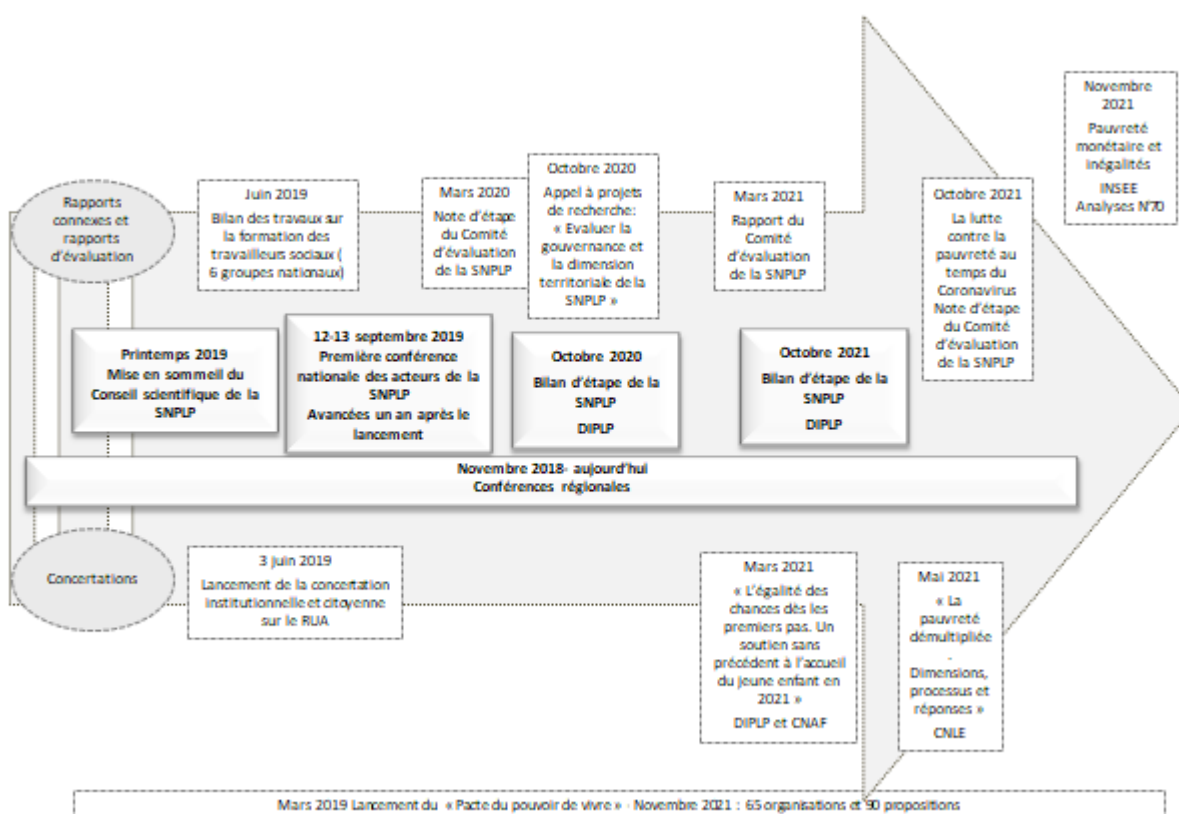 Novembre
2021
Pauvreté
monétaire et
inégalités
INSEE
Analyses N°70
Rapports
connexes et
rapports
d'évaluation
Juin 2019
Bilan des travaux sur
la formation des
travailleurs sociaux (
6 groupes nationaux)
Mars 2020
Note d'étape
du Comité
d'évaluation
de la SNPLP
Octobre 2020
Appel à projets
de recherche:
« Evaluer la
gouvernance et
la dimension
territoriale de la
SNPLP »
Mars 2021
Rapport du
Comité
d'évaluation
de la SNPLP
Octobre 2021
La lutte
contre la
pauvreté au
temps du
Coronavirus
Note d'étape
du Comité
d'évaluation
de la SNPLP
Printemps 2019
Mise en sommeil du
Conseil scientifique de la
SNPLP
12-13 septembre 2019
Première conférence
nationale des acteurs de la
SNPLP
Avancées un an après le
lancement
Octobre 2020
Bilan d'étape de la
SNPLP
DIPLP
Octobre 2021
Bilan d'étape de la
SNPLP
DIPLP
Novembre 2018- aujourd'hui
Conférences régionales
Concertations
3 juin 2019
Lancement de la concertation
institutionnelle et citoyenne
sur le RUA
Mars 2021
« L'égalité des
chances dès les
premiers pas. Un
soutien sans
précédent à l'accueil
du jeune enfant en
2021 »
DIPLP et CNAF
Mai 2021
« La
pauvreté
démultipliée
-
Dimensions,
processus et
réponses »
CNLE
Mars 2019 Lancement du « Pacte du pouvoir de vivre » - Novembre 2021 : 65 organisations et 90 propositions